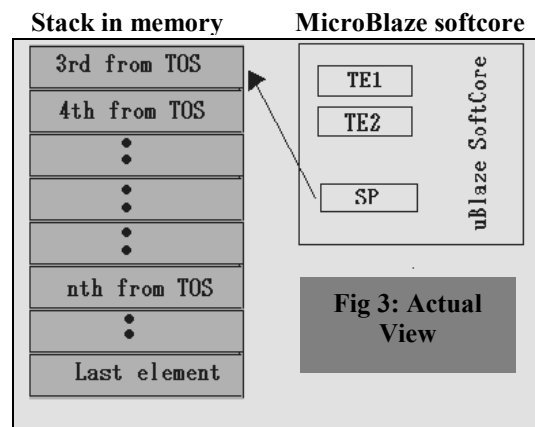 Stack in memory
MicroBlaze softcore
3rd from TOS
4th from TOS
nth from TOS
Last element
TE1
TE2
SP
uBlaze SoftCore
Fig 3: Actual
View